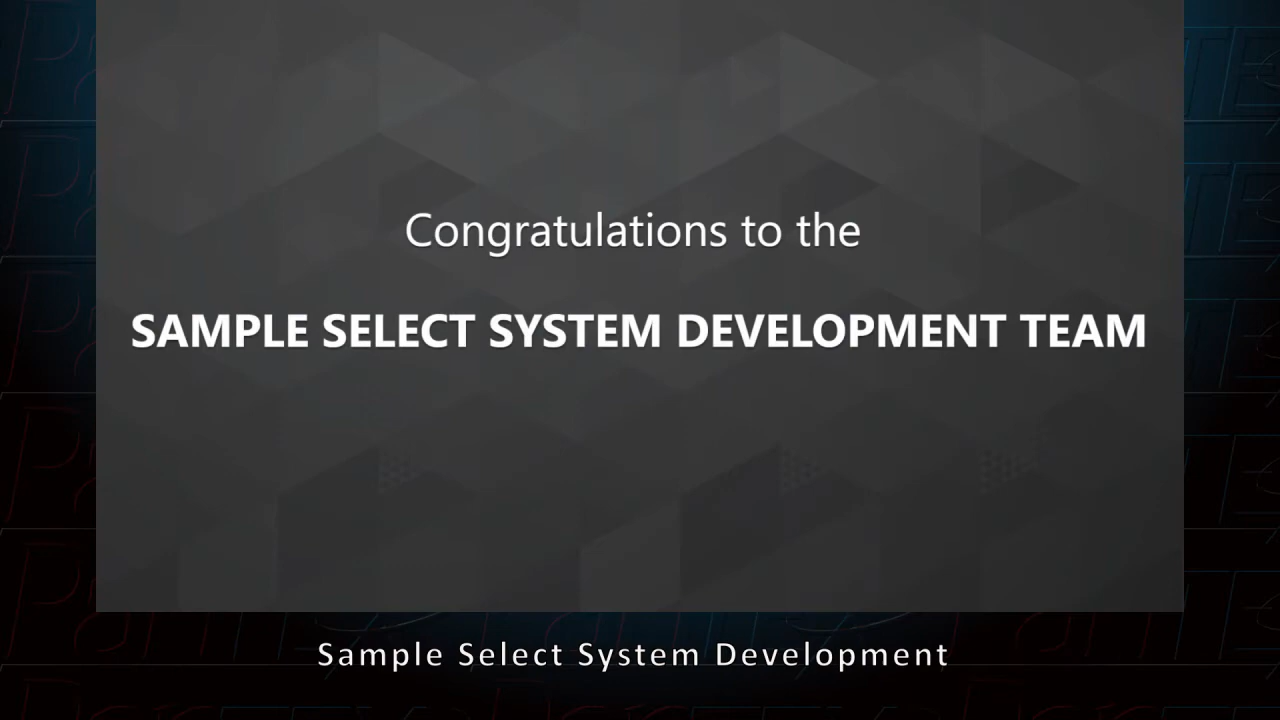 Congratulations to the
SAMPLE SELECT SYSTEM DEVELOPMENT TEAM
Sample Select System Development